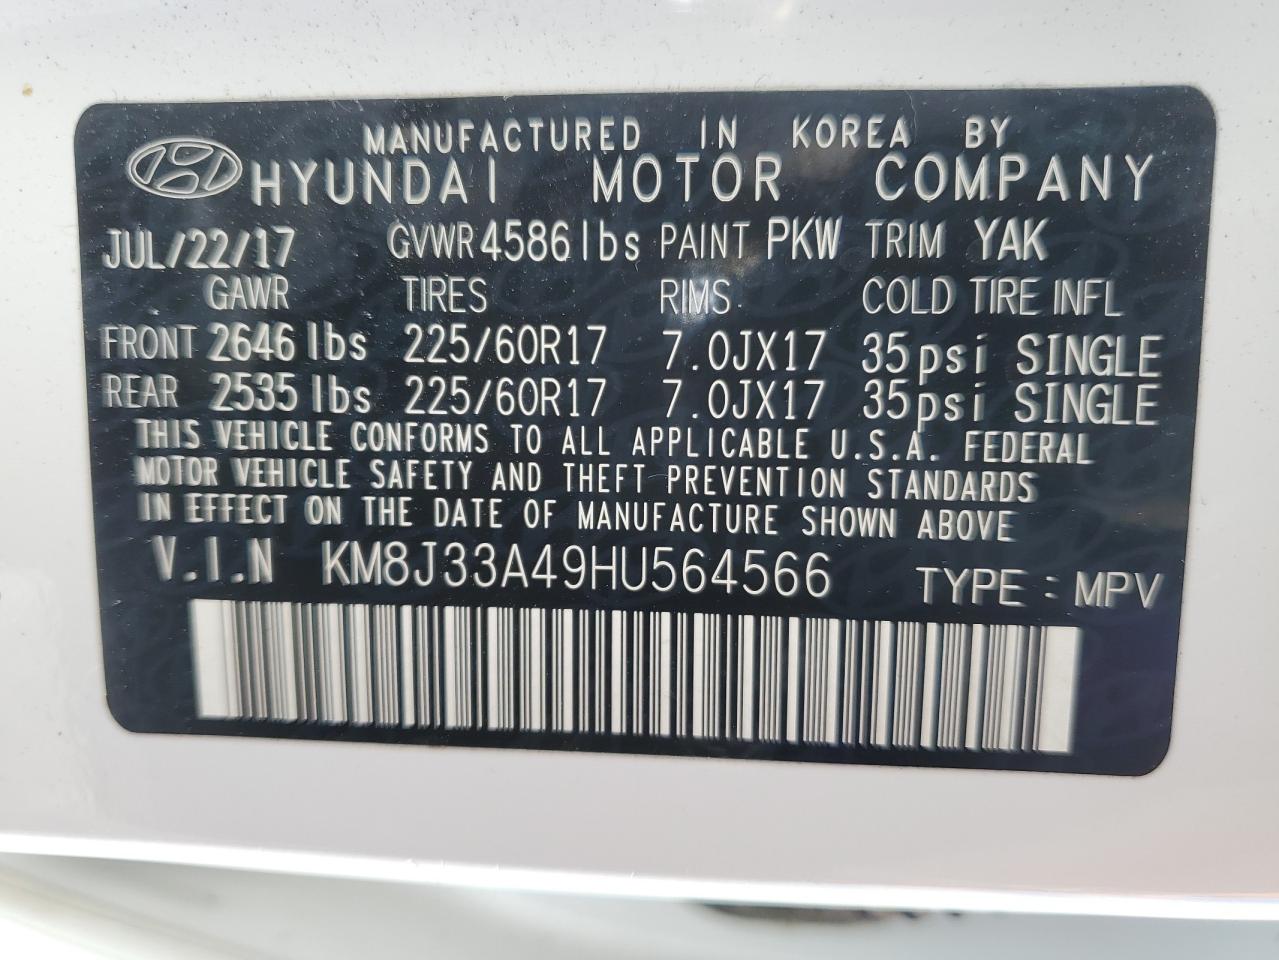 MANUFACTURED IN KOREA BY
HYUNDAI MOTOR COMPANY
JUL/22/17 GVWR 4586 lbs PAINT PKW TRIM YAK
GAWR TIRES RIMS COLD TIRE INFL
FRONT 2646 lbs 225/60R17 7.0JX17 35psi SINGLE
REAR 2535 lbs 225/60R17 7.0JX17 35psi SINGLE
THIS VEHICLE CONFORMS TO ALL APPLICABLE U.S.A. FEDERAL
MOTOR VEHICLE SAFETY AND THEFT PREVENTION STANDARDS
IN EFFECT ON THE DATE OF MANUFACTURE SHOWN ABOVE
V.I.N KM8J33A49HU564566 TYPE : MPV